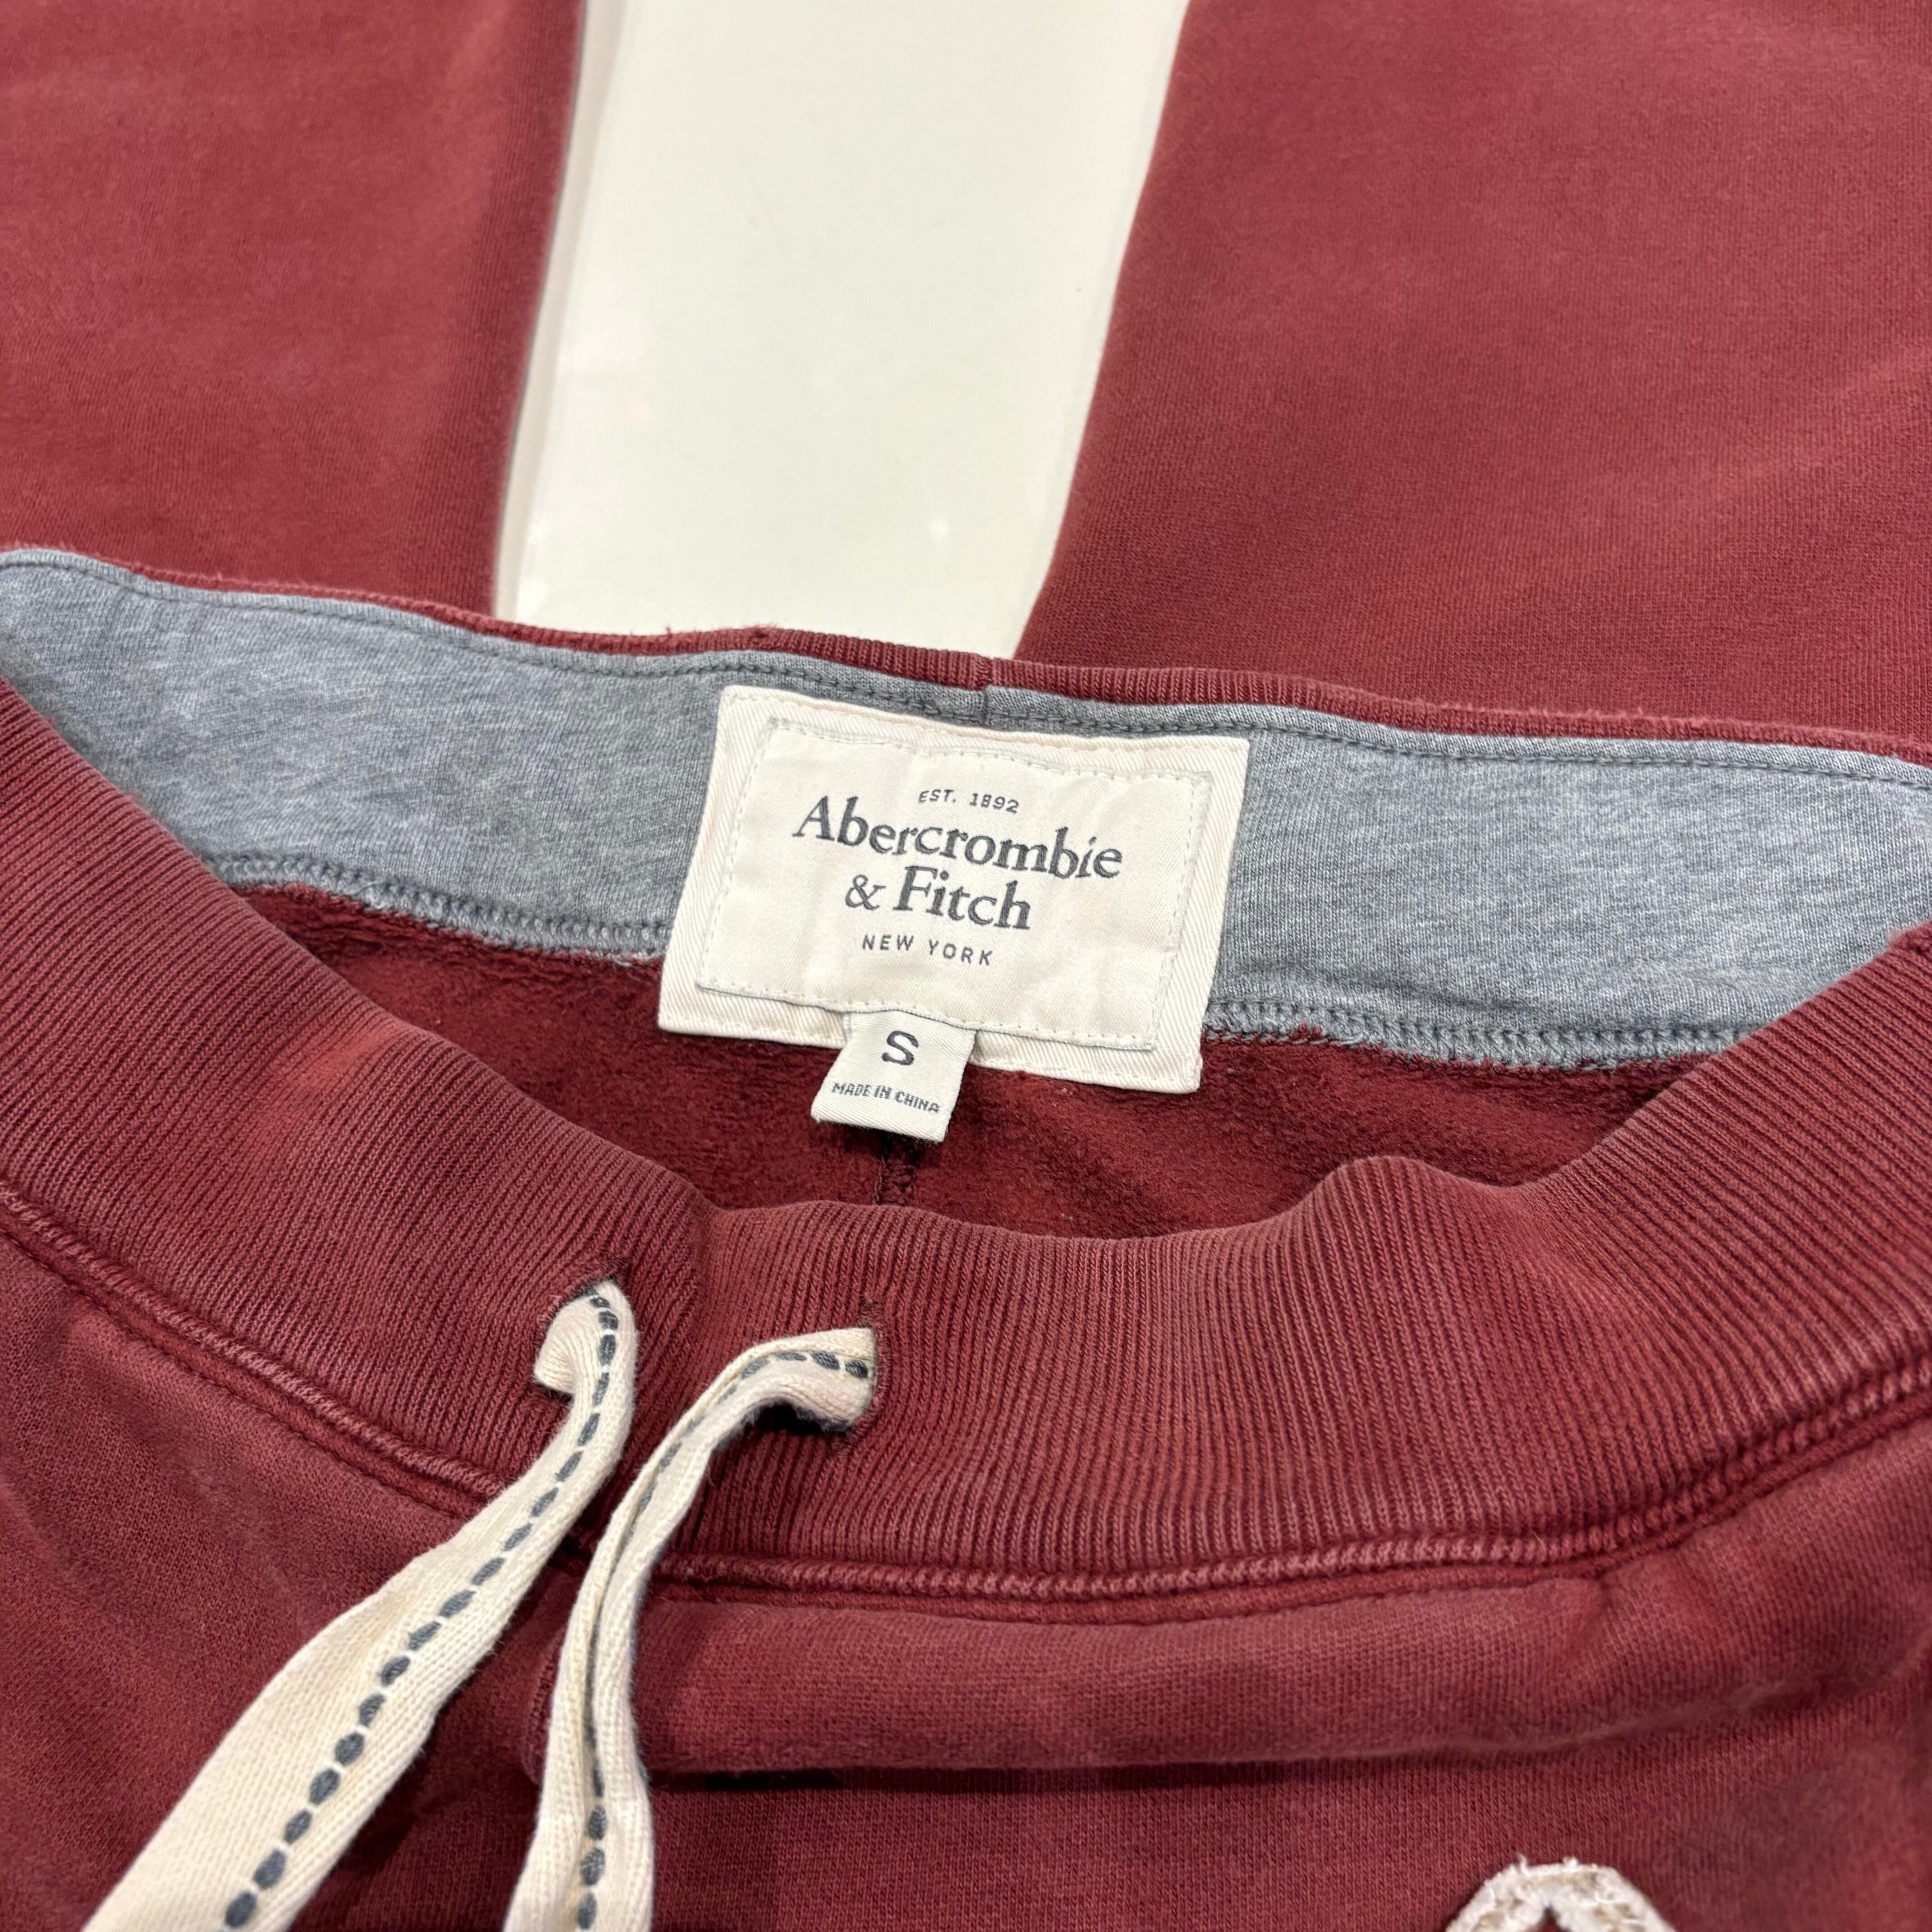 EST. 1892
Abercrombie
& Fitch
NEW YORK
S
MADE IN CHINA